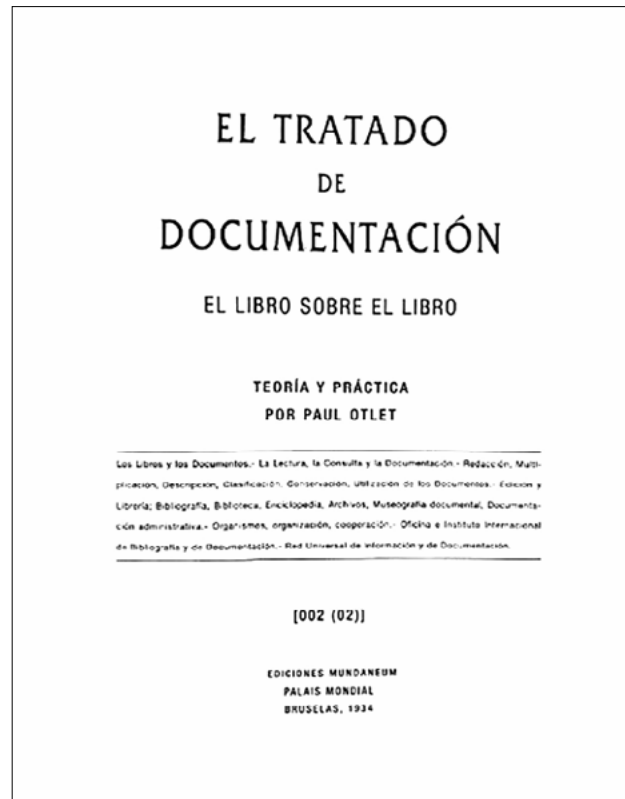 EL TRATADO
DE
DOCUMENTACIÓN
EL LIBRO SOBRE EL LIBRO
TEORÍA Y PRÁCTICA
POR PAUL OTLET
Los Libros y los Documentos.- La Lectura, la Consulta y la Documentación.- Redacción, Multi-
plicación, Descripción, Clasificación, Conservación, Utilización de los Documentos.- Edición y
Librería; Bibliografía, Biblioteca, Enciclopedia, Archivos, Museografía documental, Documenta-
ción administrativa.- Organismos, organización, cooperación.- Oficina e Instituto Internacional
de Bibliografía y de Documentación.- Red Universal de Información y de Documentación.
[002 (02)]
EDICIONES MUNDANEUM
PALAIS MONDIAL
BRUSELAS, 1934